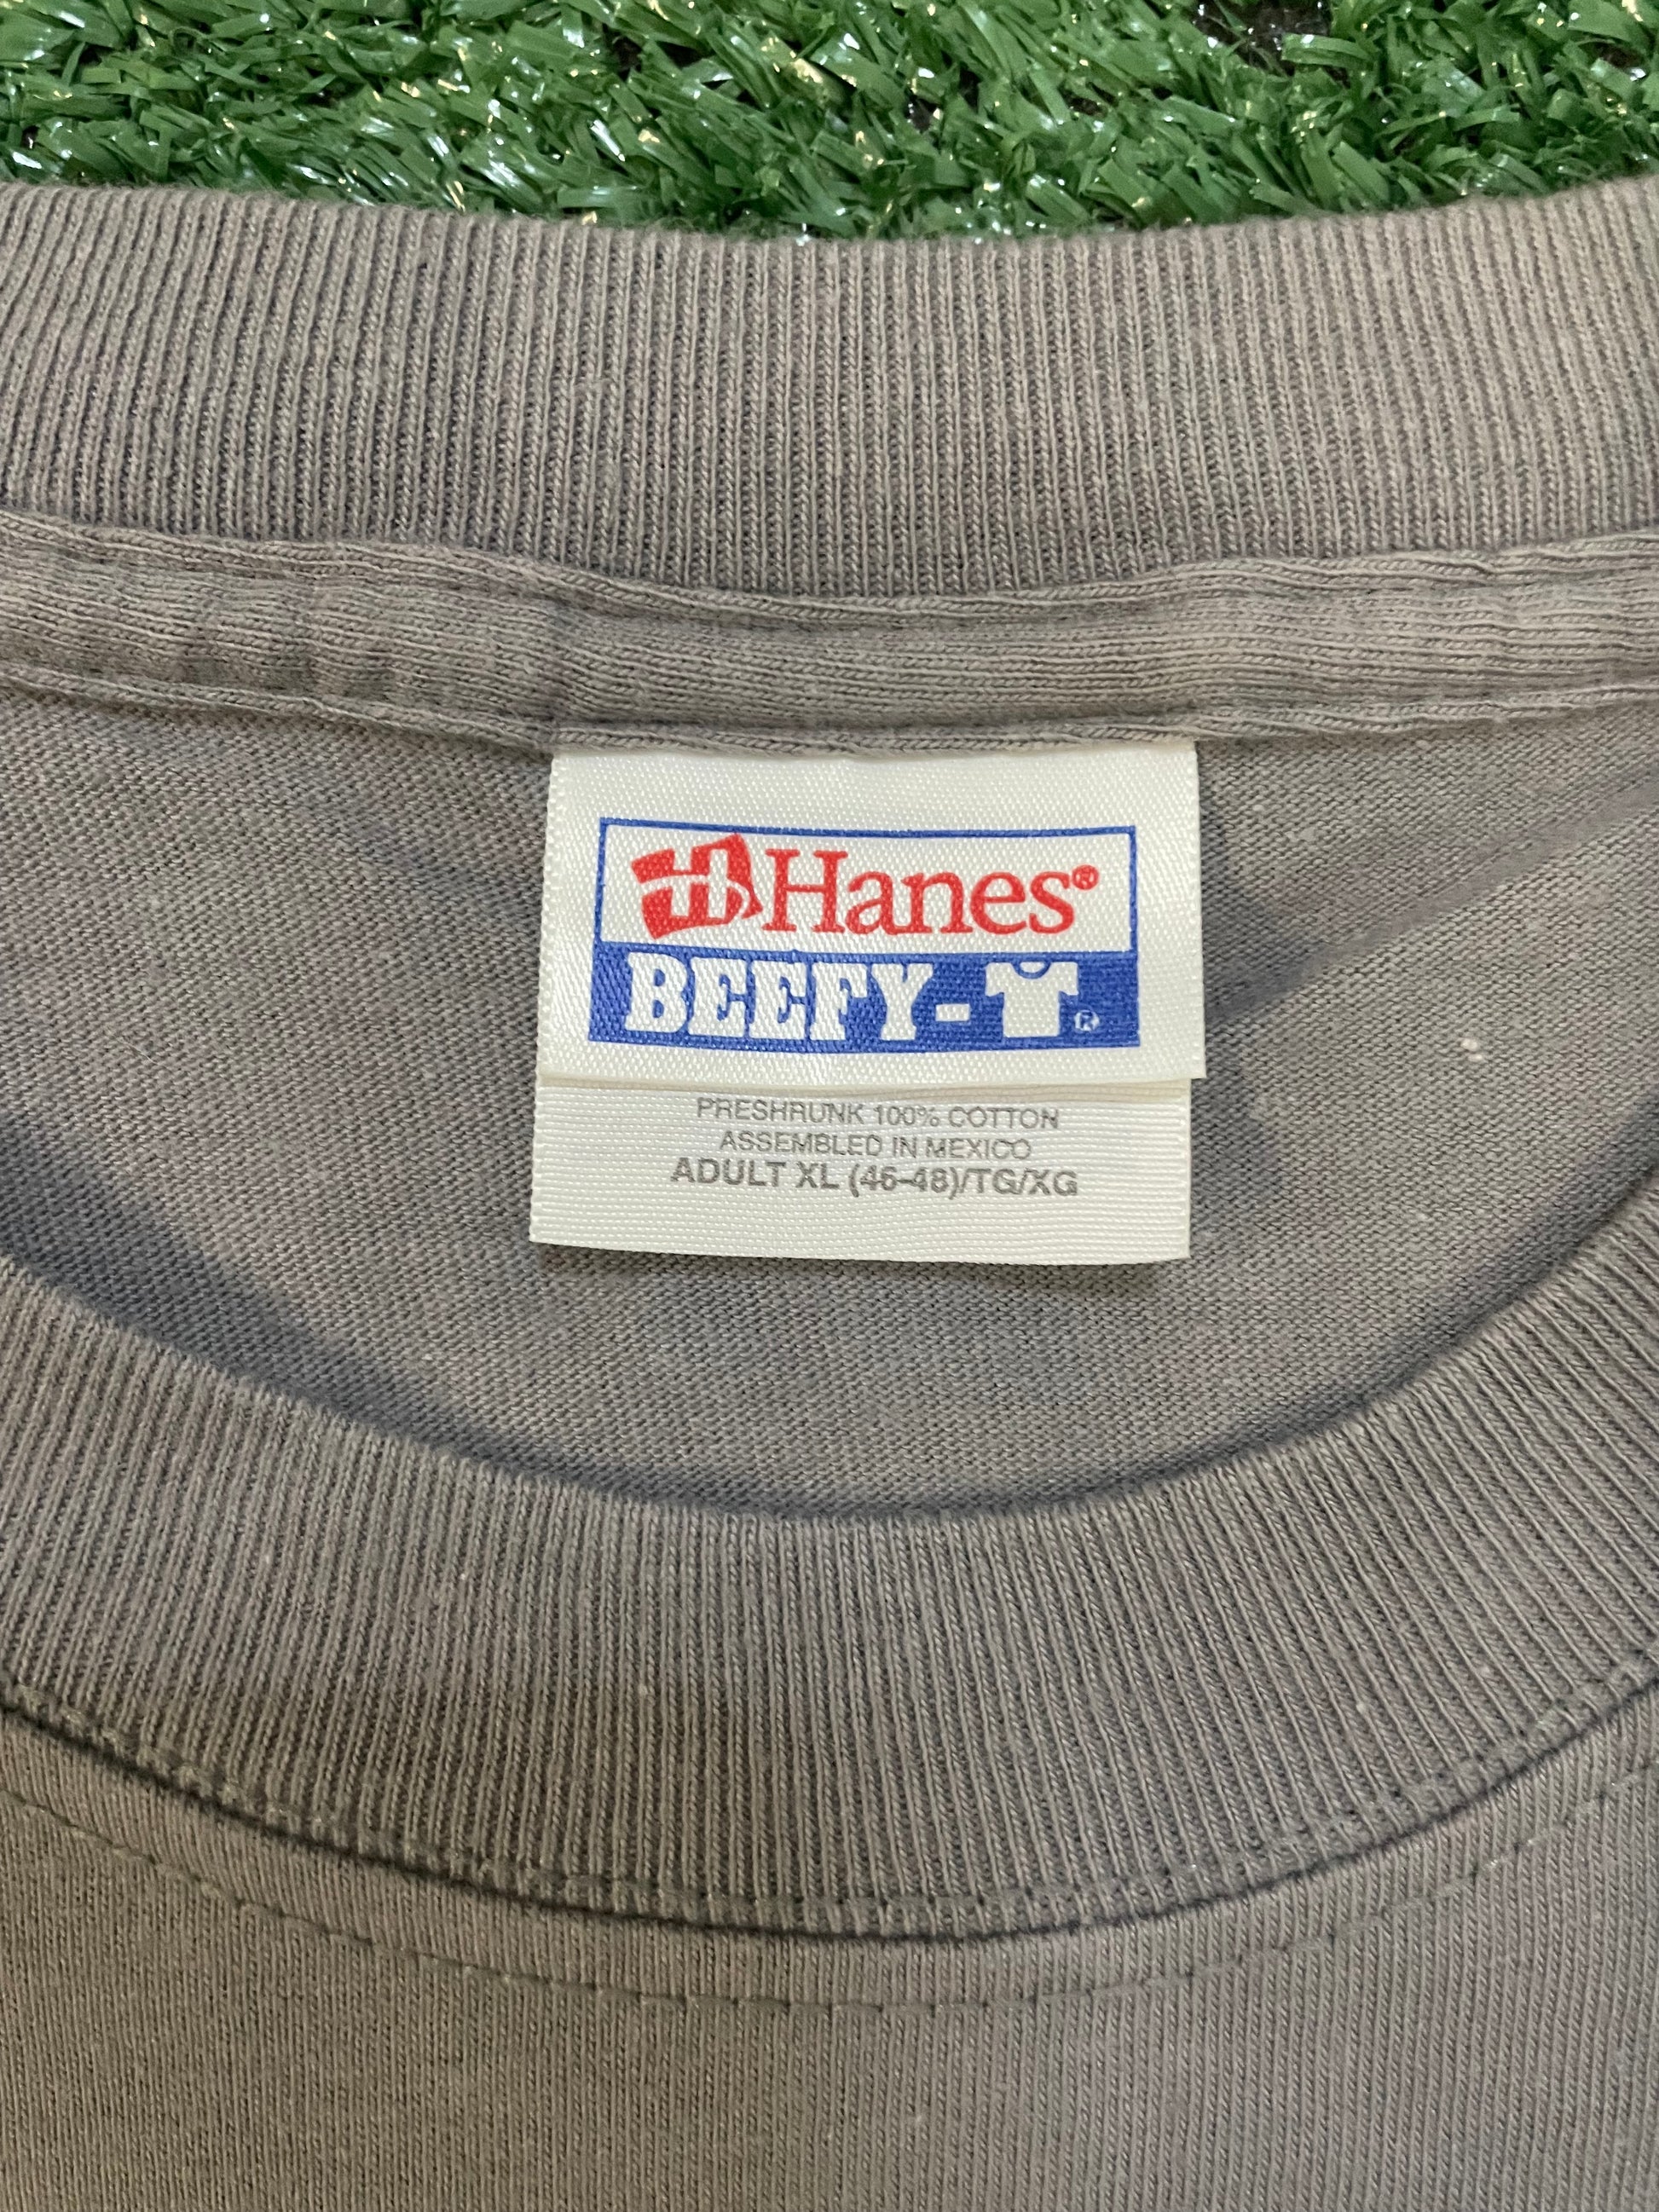 Hanes®
BEEFY-T®
PRESHRUNK 100% COTTON
ASSEMBLED IN MEXICO
ADULT XL (46-48)/TG/XG